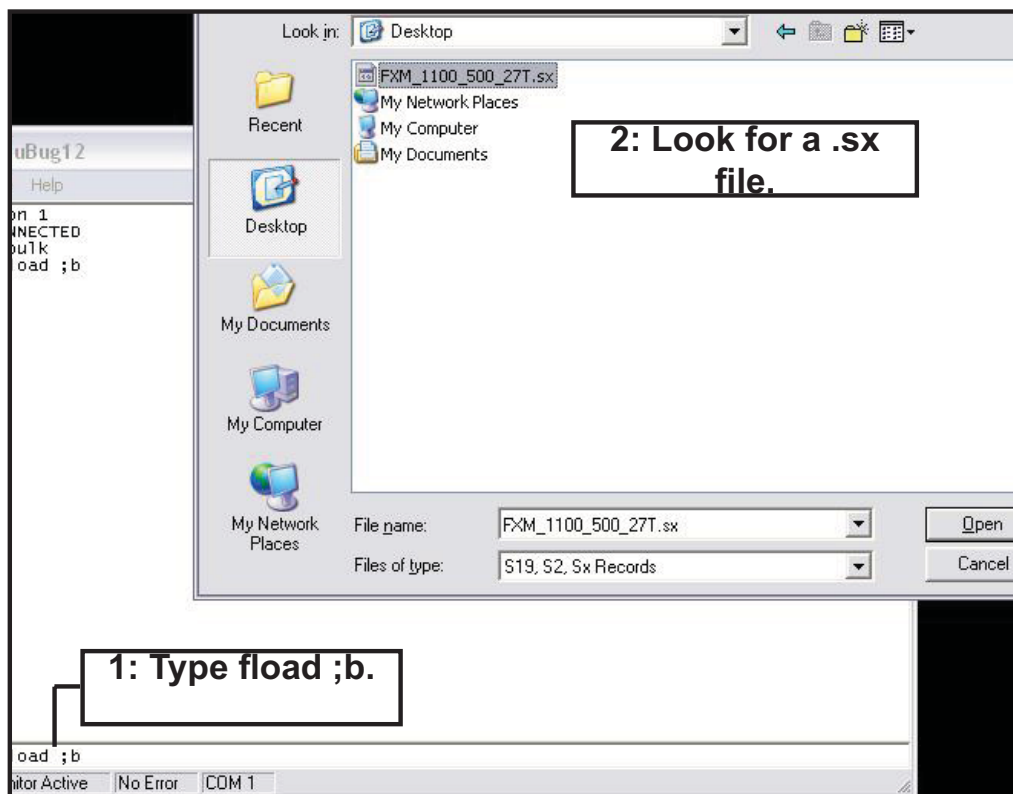 Look in:
Desktop
FXM_1100_500_27T.sx
My Network Places
My Computer
My Documents
2: Look for a .sx
file.
Recent
Desktop
My Documents
My Computer
My Network
Places
File name:
FXM_1100_500_27T.sx
Open
Files of type:
S19, S2, Sx Records
Cancel
uBug12
Help
on 1
NNECTED
bulk
load ;b
1: Type fload ;b.
load ;b
nitor Active
No Error
COM 1